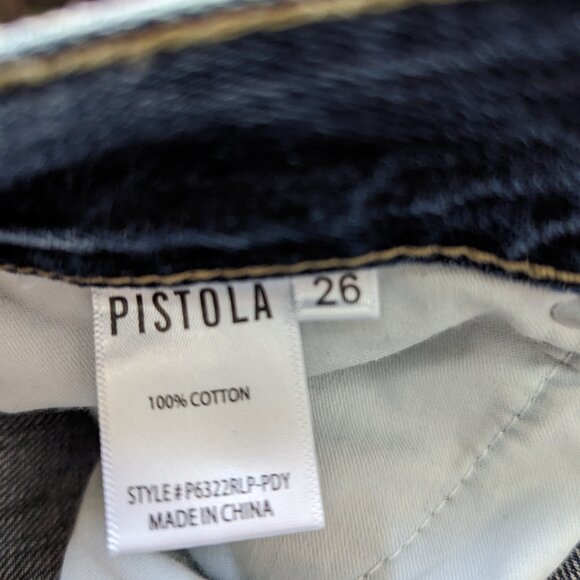 PISTOLA
26
100% COTTON
STYLE # P6322RLP-PDY
MADE IN CHINA